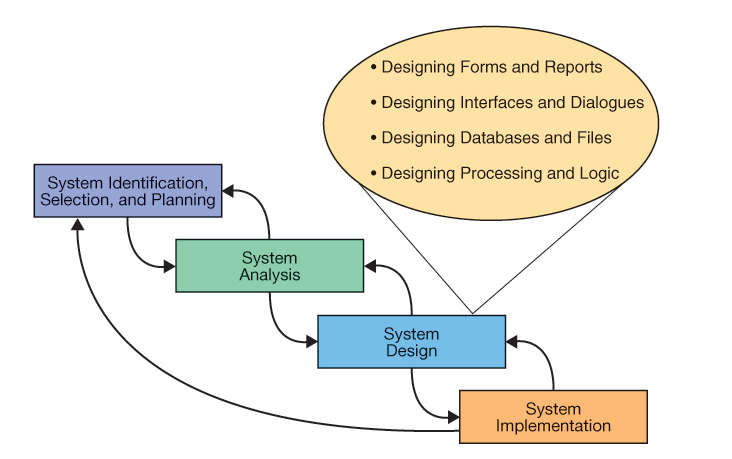 • Designing Forms and Reports
• Designing Interfaces and Dialogues
• Designing Databases and Files
• Designing Processing and Logic
System Identification,
Selection, and Planning
System
Analysis
System
Design
System
Implementation